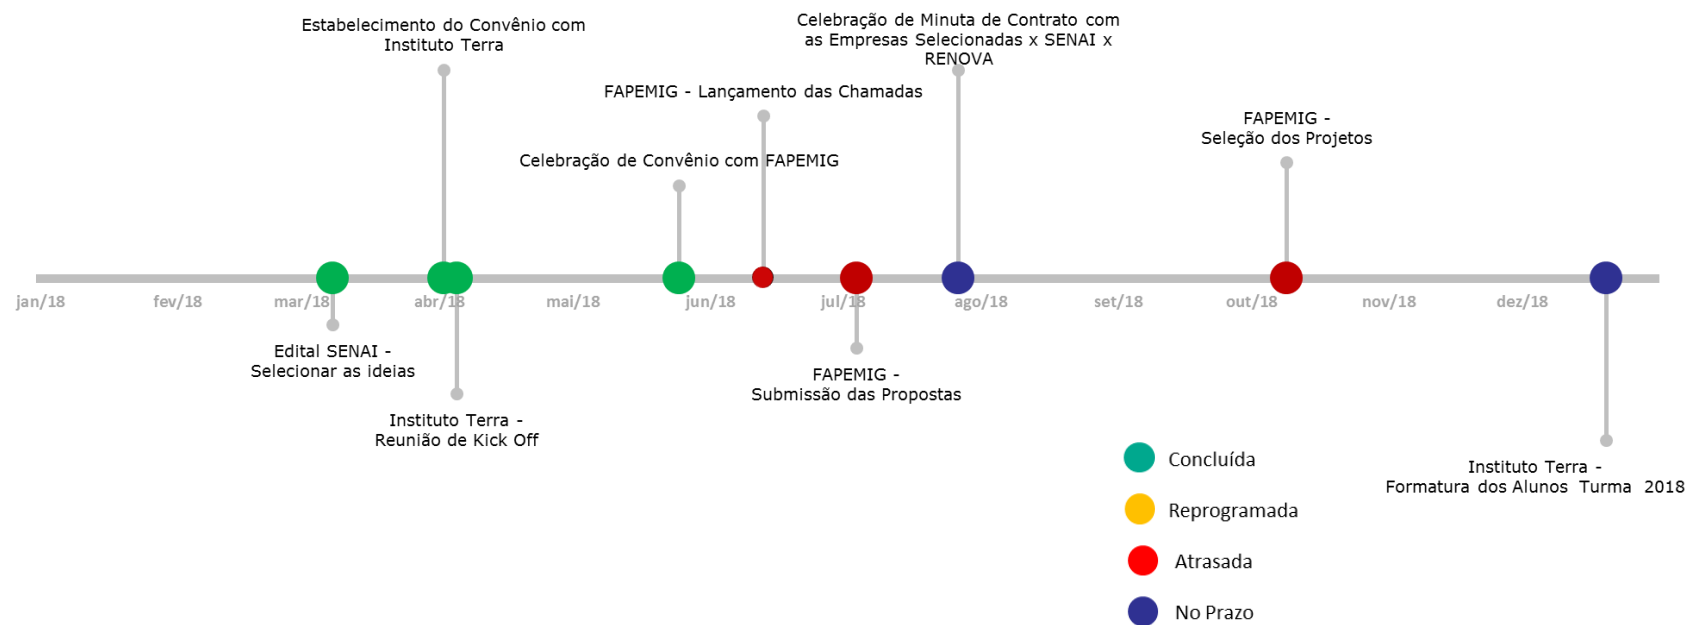 Estabelecimento do Convênio com
Instituto Terra
Celebração de Minuta de Contrato com
as Empresas Selecionadas x SENAI x
RENOVA
FAPEMIG - Lançamento das Chamadas
Celebração de Convênio com FAPEMIG
FAPEMIG -
Seleção dos Projetos
jan/18 fev/18 mar/18 abr/18 mai/18 jun/18 jul/18 ago/18 set/18 out/18 nov/18 dez/18
Edital SENAI -
Selecionar as ideias
Instituto Terra -
Reunião de Kick Off
FAPEMIG -
Submissão das Propostas
Instituto Terra -
Formatura dos Alunos Turma 2018
Concluída
Reprogramada
Atrasada
No Prazo